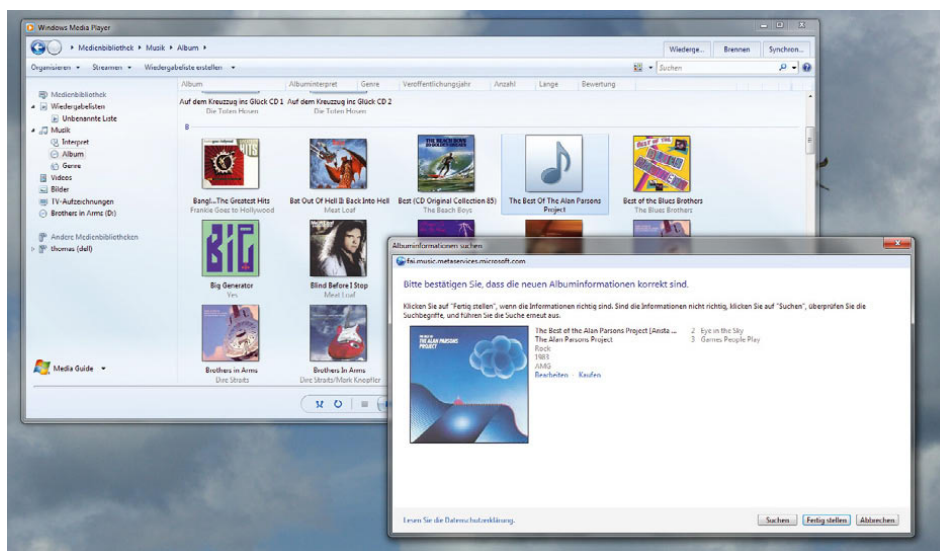 Windows Media Player
Medienbibliothek ▸ Musik ▸ Album ▸
Wiederge... Brennen Synchron...
Organisieren Streamen Wiedergabeliste erstellen Suchen
Album Albuminterpret Genre Veröffentlichungsjahr Anzahl Länge Bewertung
Medienbibliothek
Wiedergabelisten
Unbenannte Liste
Musik
Interpret
Album
Genre
Videos
Bilder
TV-Aufzeichnungen
Brothers in Arms (D:)
Andere Medienbibliotheken
thomas (dell)
Media Guide
Auf dem Kreuzzug ins Glück CD 1 Auf dem Kreuzzug ins Glück CD 2
Die Toten Hosen Die Toten Hosen
Bang!...The Greatest Hits Bat Out Of Hell II: Back Into Hell Best (CD Original Collection 85) The Best Of The Alan Parsons Project Best of the Blues Brothers
Frankie Goes to Hollywood Meat Loaf The Beach Boys The Blues Brothers
BIG
Big Generator Blind Before I Stop
Yes Meat Loaf
Brothers in Arms Brothers In Arms
Dire Straits Dire Straits/Mark Knopfler
Albuminformationen suchen
fai.music.metaservices.microsoft.com
Bitte bestätigen Sie, dass die neuen Albuminformationen korrekt sind.
Klicken Sie auf "Fertig stellen", wenn die Informationen richtig sind. Sind die Informationen nicht richtig, klicken Sie auf "Suchen", überprüfen Sie die
Suchbegriffe, und führen Sie die Suche erneut aus.
THE BEST OF
THE ALAN PARSONS
PROJECT
The Best of the Alan Parsons Project [Arista ... 2 Eye in the Sky
The Alan Parsons Project 3 Games People Play
Rock
1983
AMG
Bearbeiten - Kaufen
Lesen Sie die Datenschutzerklärung.
Suchen Fertig stellen Abbrechen